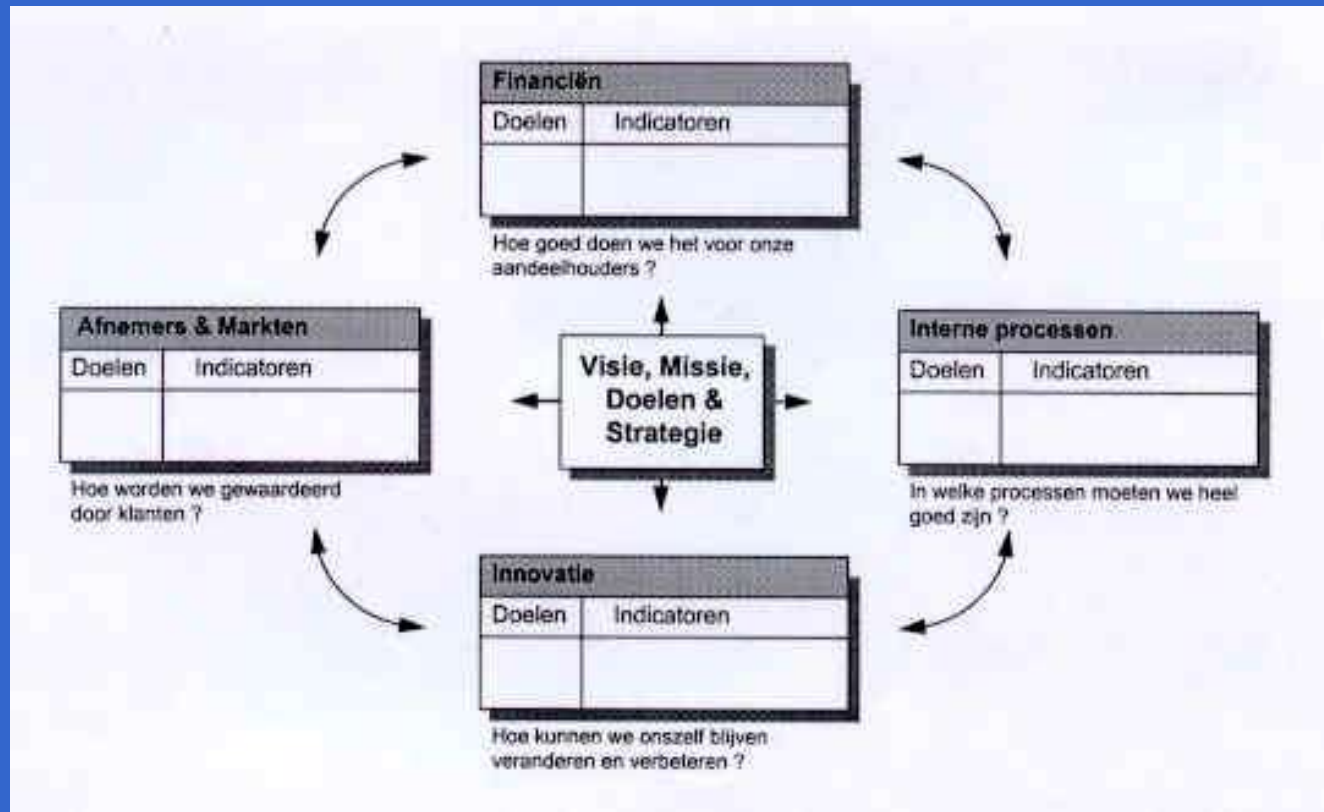 Financiën
Doelen Indicatoren
Hoe goed doen we het voor onze
aandeelhouders ?
Afnemers & Markten
Doelen Indicatoren
Hoe worden we gewaardeerd
door klanten ?
Visie, Missie,
Doelen &
Strategie
Interne processen
Doelen Indicatoren
In welke processen moeten we heel
goed zijn ?
Innovatie
Doelen Indicatoren
Hoe kunnen we onszelf blijven
veranderen en verbeteren ?